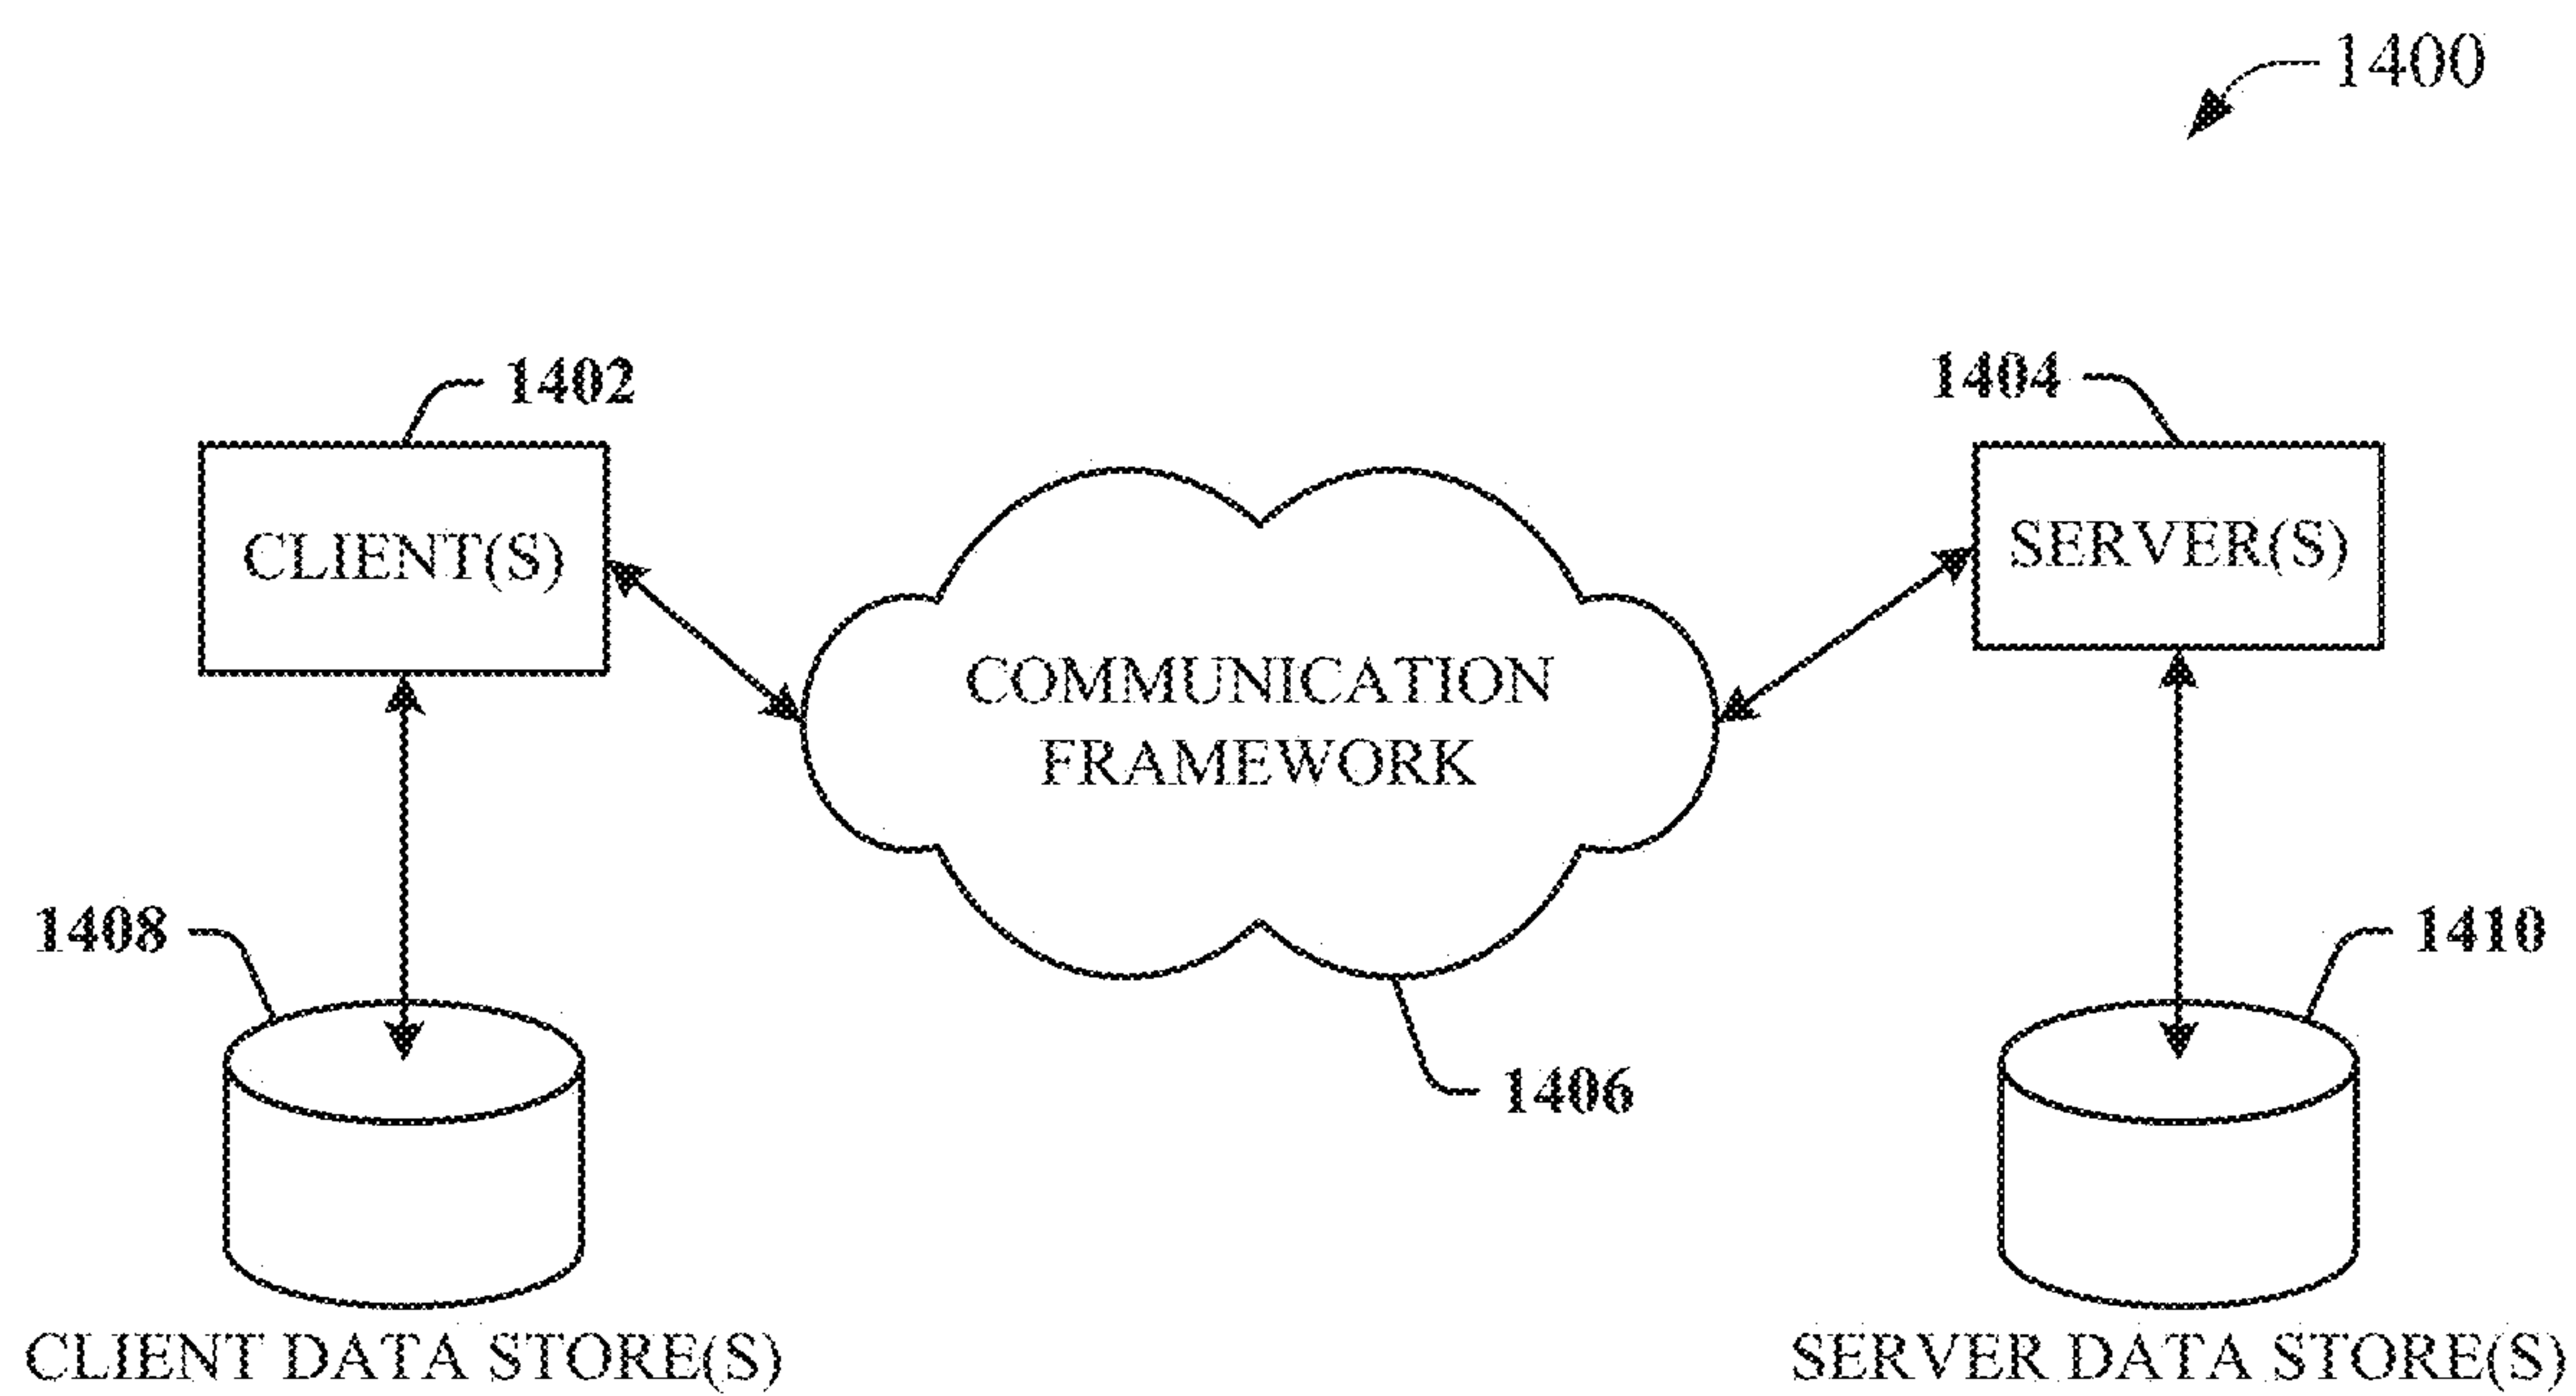 1400
1402
1404
CLIENT(S)
SERVER(S)
COMMUNICATION
FRAMEWORK
1408
1410
1406
CLIENT DATA STORE(S)
SERVER DATA STORE(S)